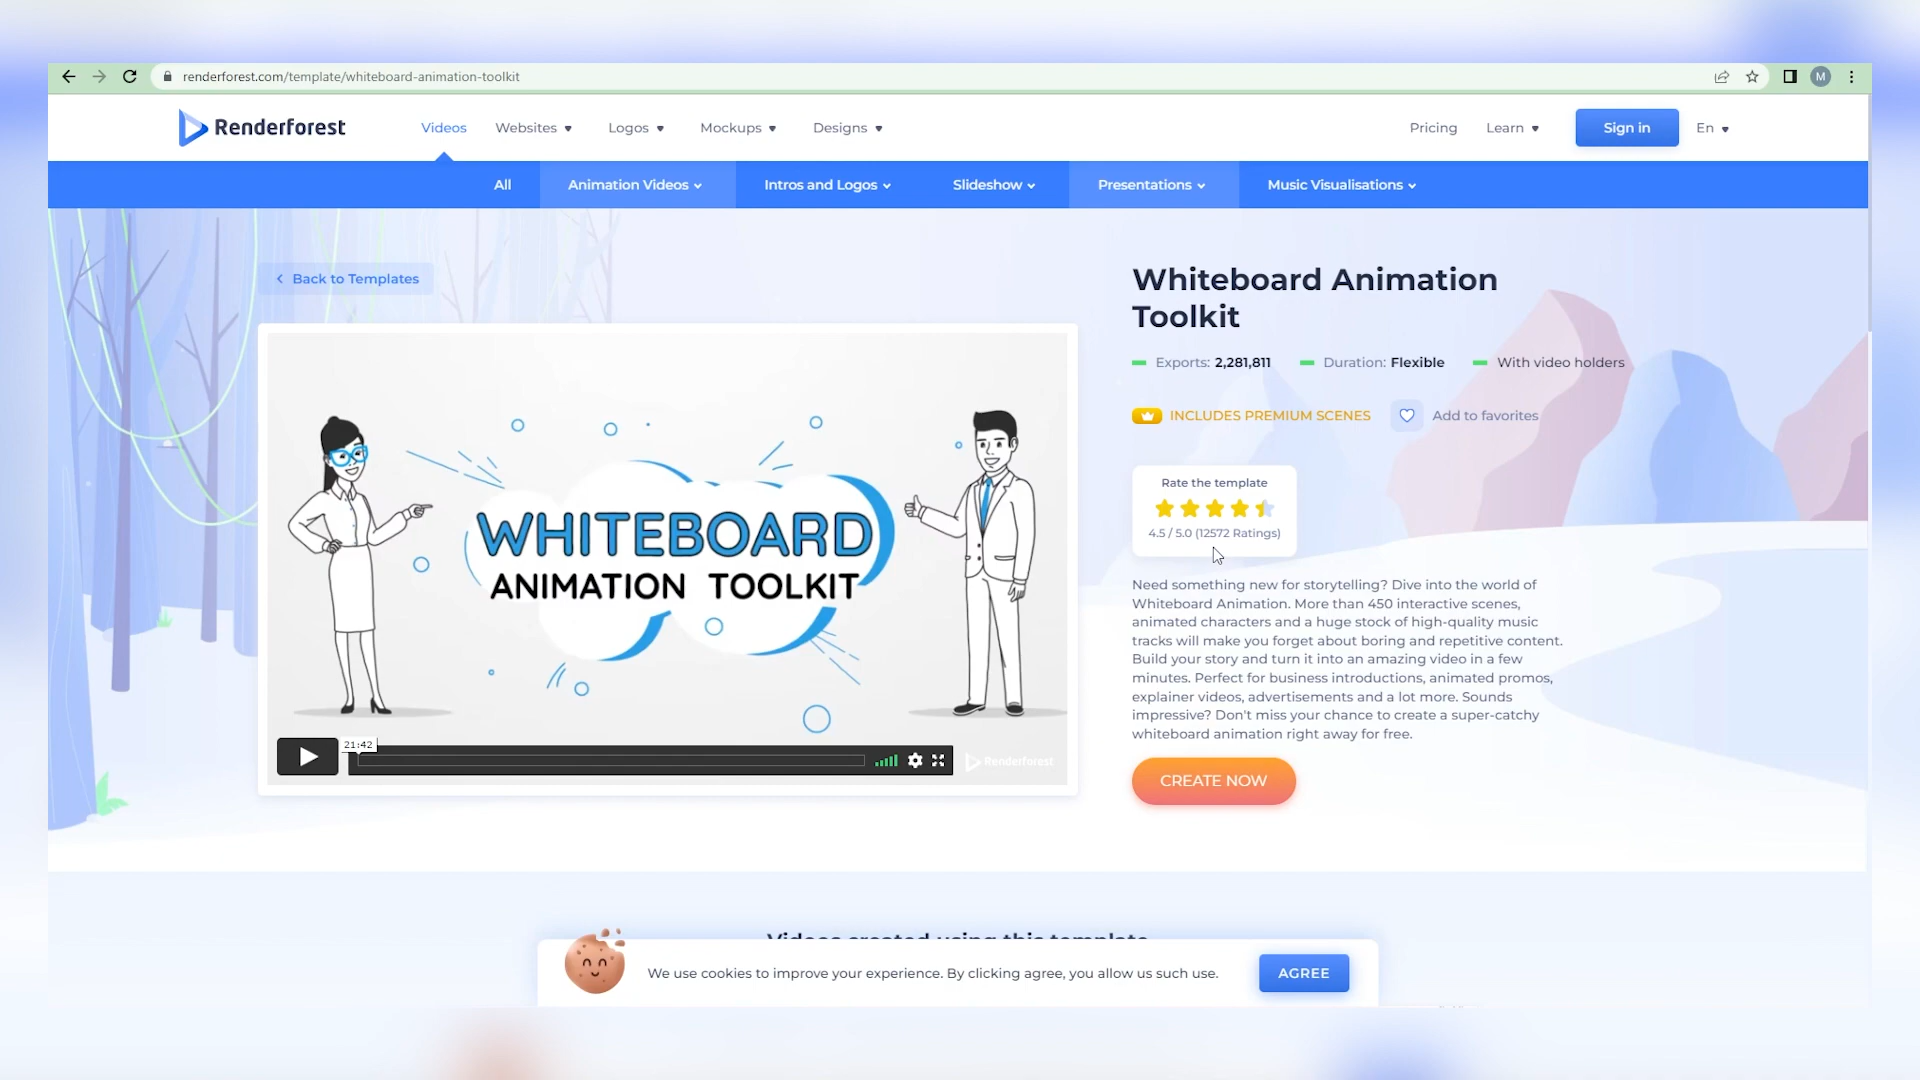 renderforest.com/template/whiteboard-animation-toolkit
M
Renderforest
Videos Websites Logos Mockups Designs
Pricing Learn Sign in En
All Animation Videos Intros and Logos Slideshow Presentations Music Visualisations
Back to Templates
WHITEBOARD
ANIMATION TOOLKIT
21:42
Renderforest
Whiteboard Animation
Toolkit
Exports: 2,281,811 Duration: Flexible With video holders
INCLUDES PREMIUM SCENES Add to favorites
Rate the template
4.5 / 5.0 (12572 Ratings)
Need something new for storytelling? Dive into the world of
Whiteboard Animation. More than 450 interactive scenes,
animated characters and a huge stock of high-quality music
tracks will make you forget about boring and repetitive content.
Build your story and turn it into an amazing video in a few
minutes. Perfect for business introductions, animated promos,
explainer videos, advertisements and a lot more. Sounds
impressive? Don't miss your chance to create a super-catchy
whiteboard animation right away for free.
CREATE NOW
Videos created using this template
We use cookies to improve your experience. By clicking agree, you allow us such use.
AGREE